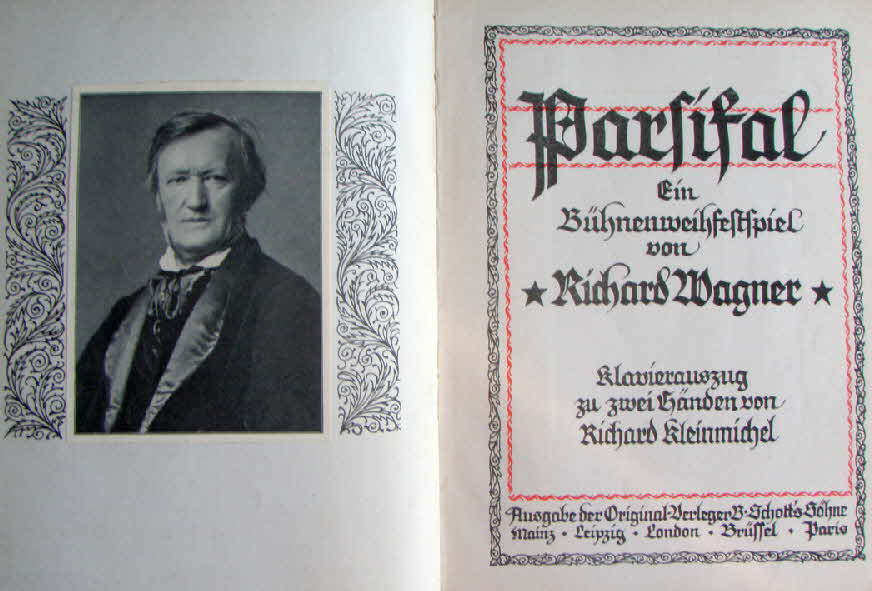 Parsifal
Ein
Bühnenweihfestspiel
von
★ Richard Wagner ★
Klavierauszug
zu zwei Händen von
Richard Kleinmichel
Ausgabe der Original-Verleger B. Schott's Söhne
Mainz • Leipzig • London • Brüssel • Paris